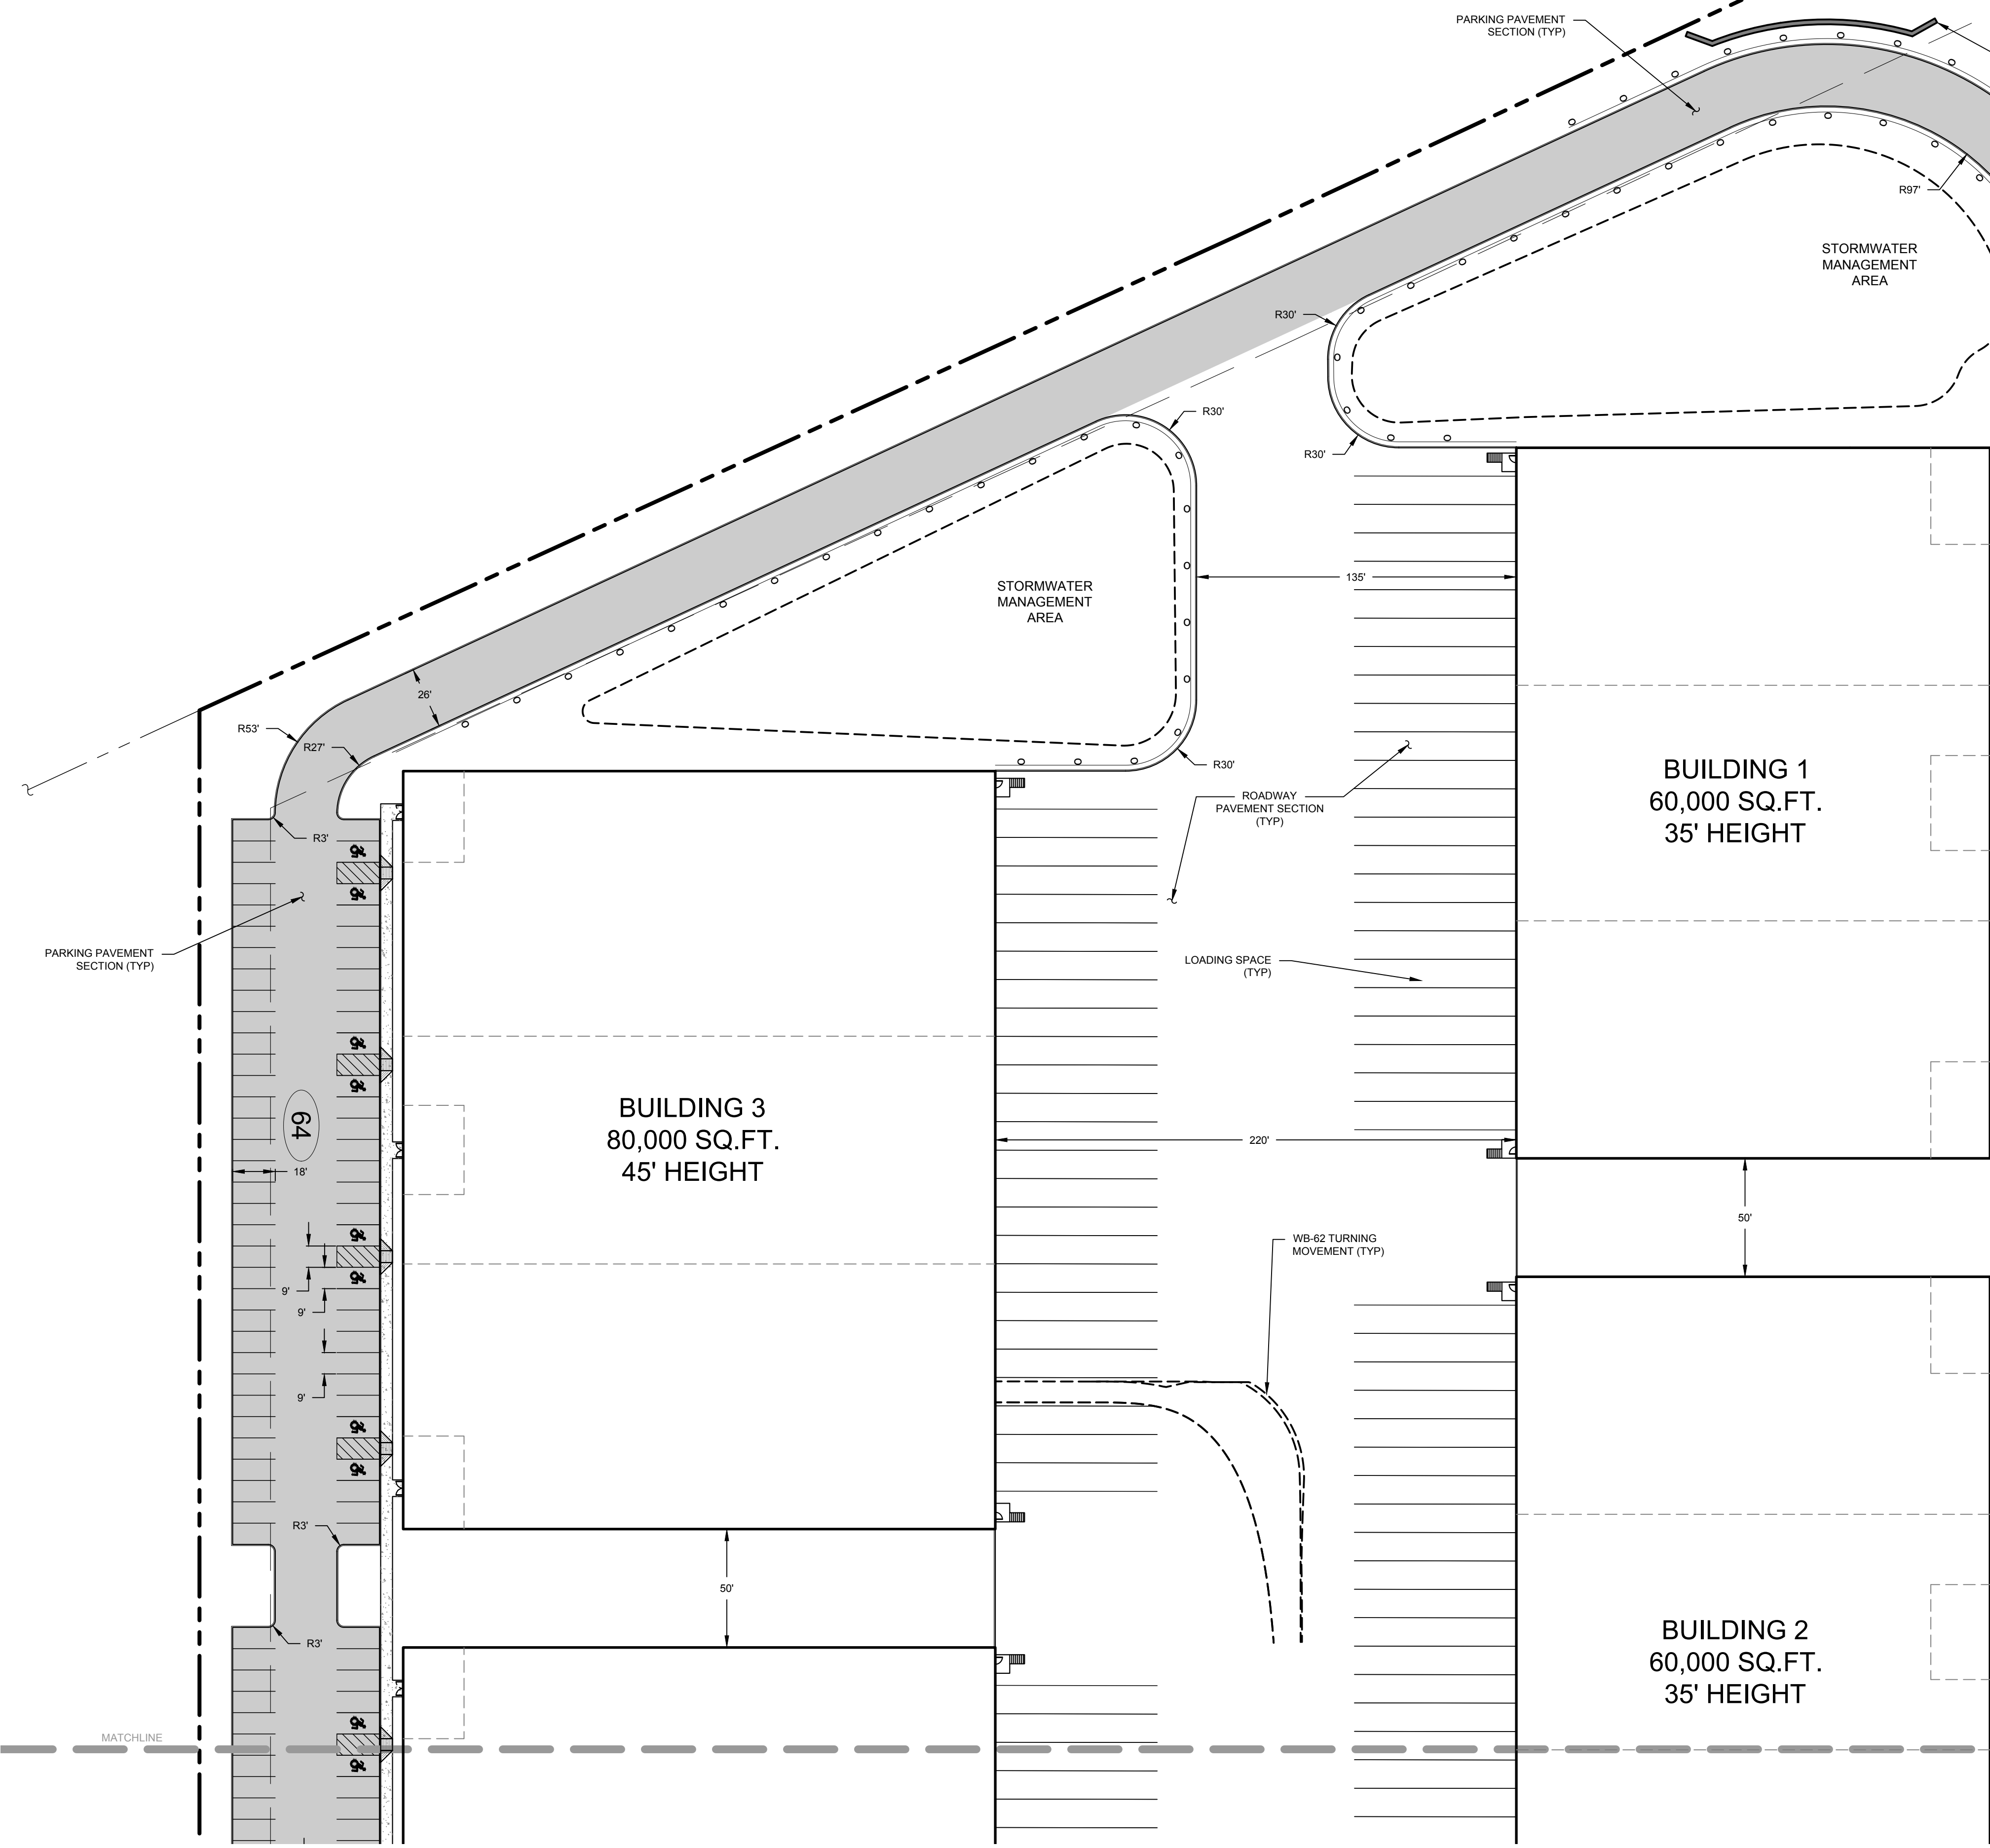 PARKING PAVEMENT
SECTION (TYP)
R97'
STORMWATER
MANAGEMENT
AREA
R30'
R30'
R30'
135'
STORMWATER
MANAGEMENT
AREA
26'
R53'
R27'
R30'
ROADWAY
PAVEMENT SECTION
(TYP)
BUILDING 1
60,000 SQ.FT.
35' HEIGHT
R3'
PARKING PAVEMENT
SECTION (TYP)
LOADING SPACE
(TYP)
BUILDING 3
80,000 SQ.FT.
45' HEIGHT
64
18'
220'
50'
WB-62 TURNING
MOVEMENT (TYP)
9'
9'
9'
R3'
50'
R3'
BUILDING 2
60,000 SQ.FT.
35' HEIGHT
MATCHLINE